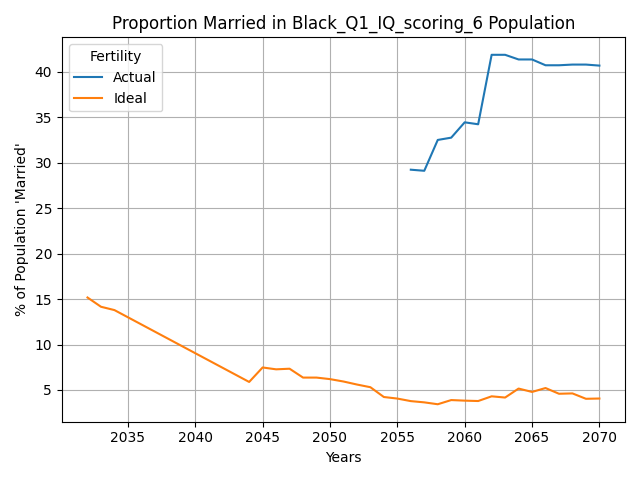 Proportion Married in Black_Q1_IQ_scoring_6 Population
Fertility
Actual
Ideal
% of Population 'Married'
40
35
30
25
20
15
10
5
2035 2040 2045 2050 2055 2060 2065 2070
Years